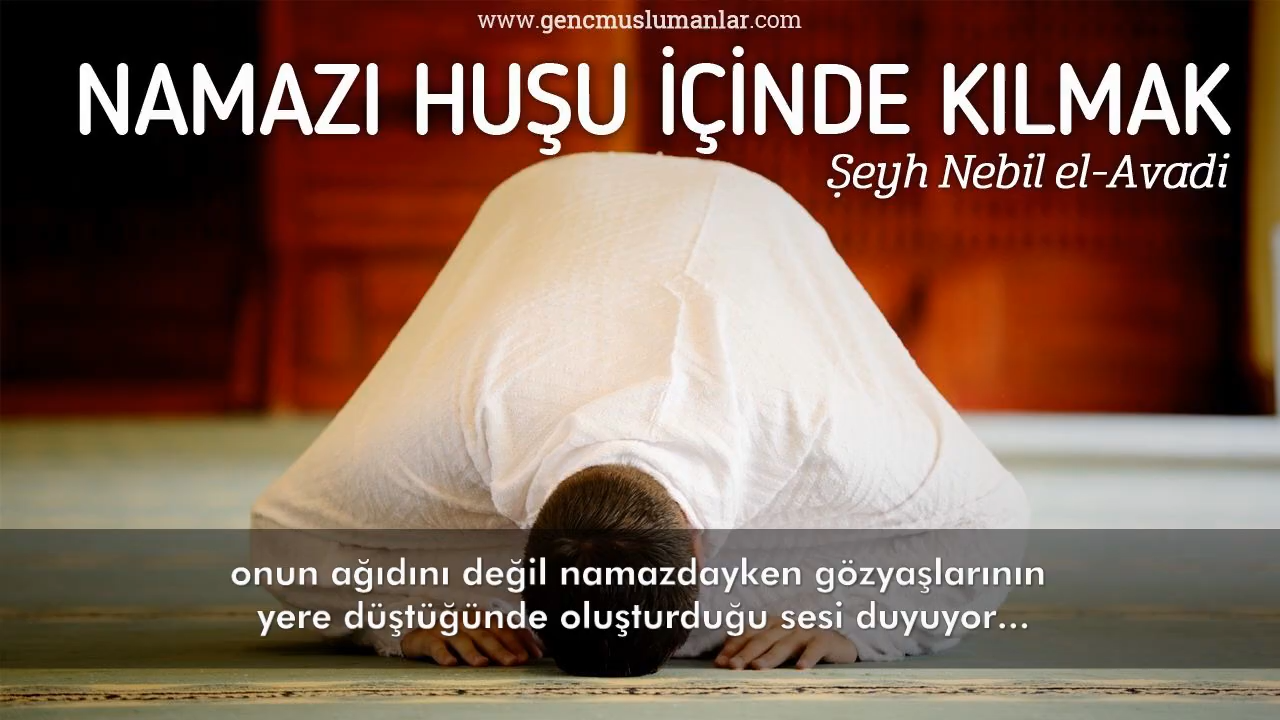 www.gencmuslumanlar.com
NAMAZI HUŞU İÇİNDE KILMAK
Şeyh Nebil el-Avadi
onun ağıdını değil namazdayken gözyaşlarının
yere düştüğünde oluşturduğu sesi duyuyor...